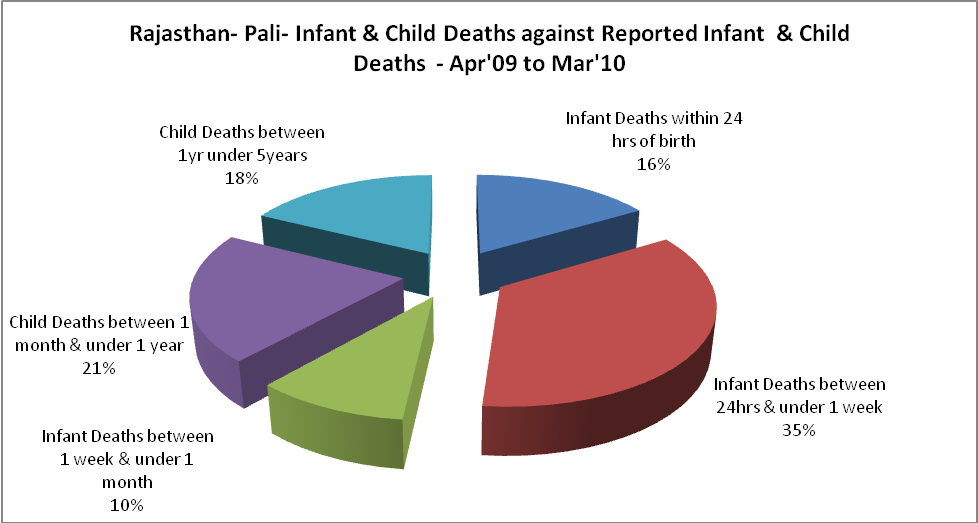 Rajasthan- Pali- Infant & Child Deaths against Reported Infant & Child
Deaths - Apr'09 to Mar'10
Infant Deaths within 24
hrs of birth
16%
Infant Deaths between
24hrs & under 1 week
35%
Infant Deaths between
1 week & under 1
month
10%
Child Deaths between 1
month & under 1 year
21%
Child Deaths between
1yr under 5years
18%